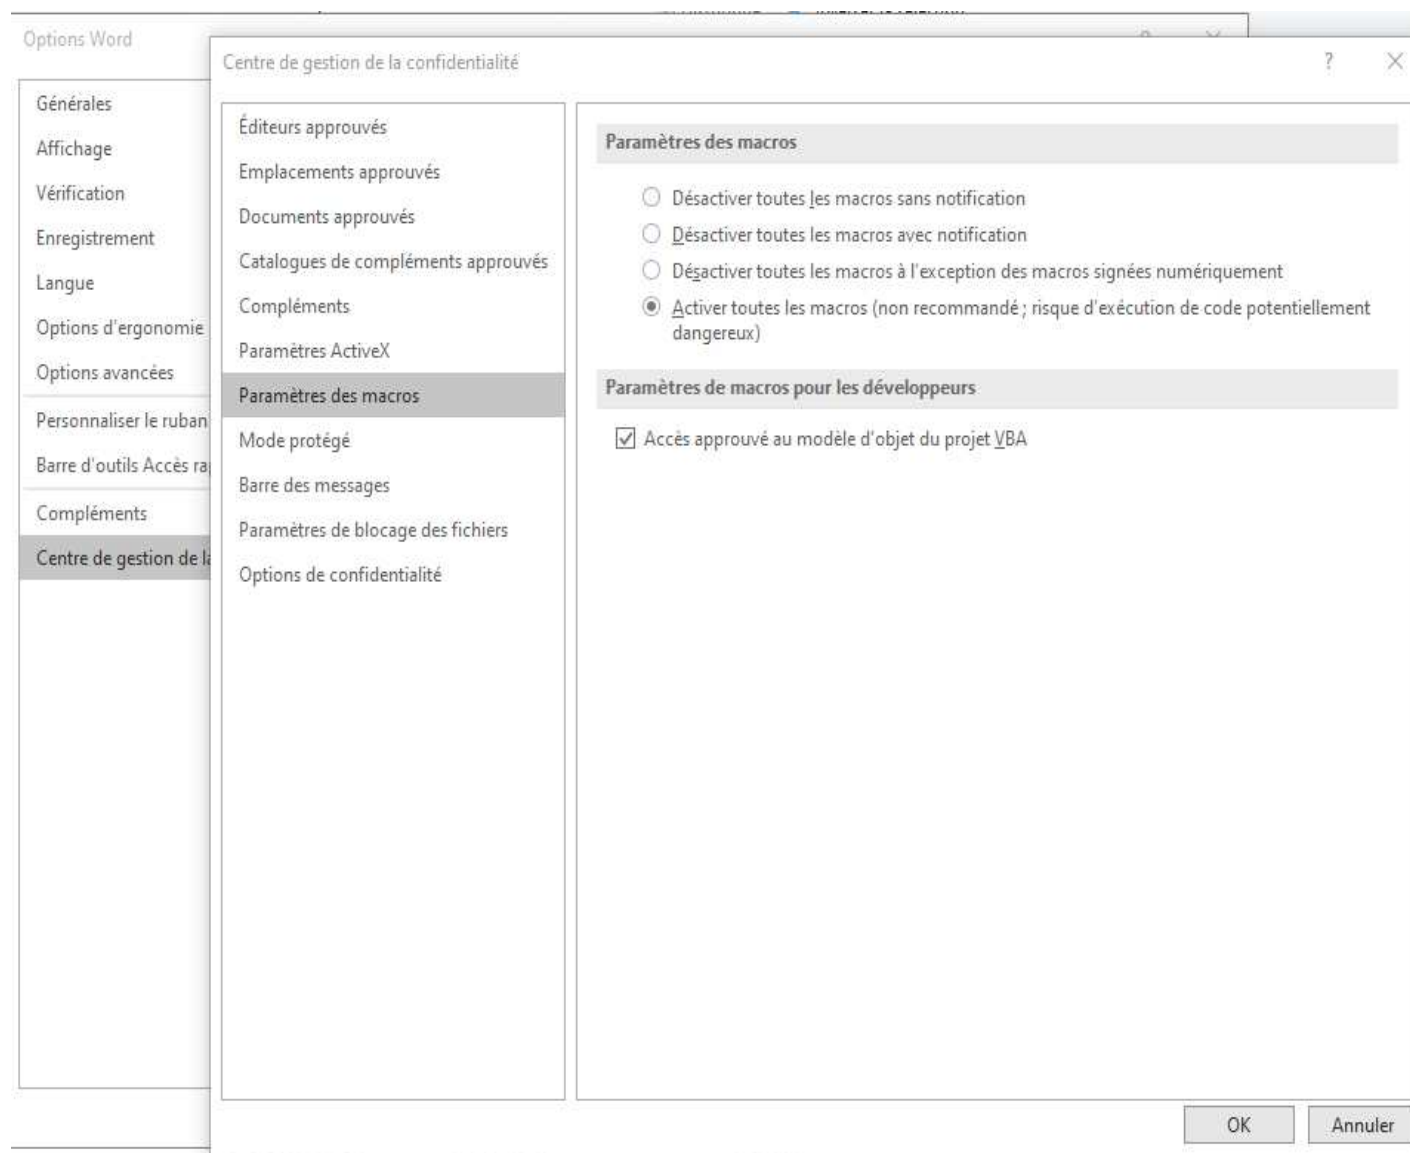 Options Word
Centre de gestion de la confidentialité
?
Générales
Affichage
Vérification
Enregistrement
Langue
Options d'ergonomie
Options avancées
Personnaliser le ruban
Barre d'outils Accès
Compléments
Centre de gestion de
Éditeurs approuvés
Emplacements approuvés
Documents approuvés
Catalogues de compléments approuvés
Compléments
Paramètres ActiveX
Paramètres des macros
Mode protégé
Barre des messages
Paramètres de blocage des fichiers
Options de confidentialité
Paramètres des macros
Désactiver toutes les macros sans notification
Désactiver toutes les macros avec notification
Désactiver toutes les macros à l'exception des macros signées numériquement
Activer toutes les macros (non recommandé ; risque d'exécution de code potentiellement
dangereux)
Paramètres de macros pour les développeurs
Accès approuvé au modèle d'objet du projet VBA
OK
Annuler